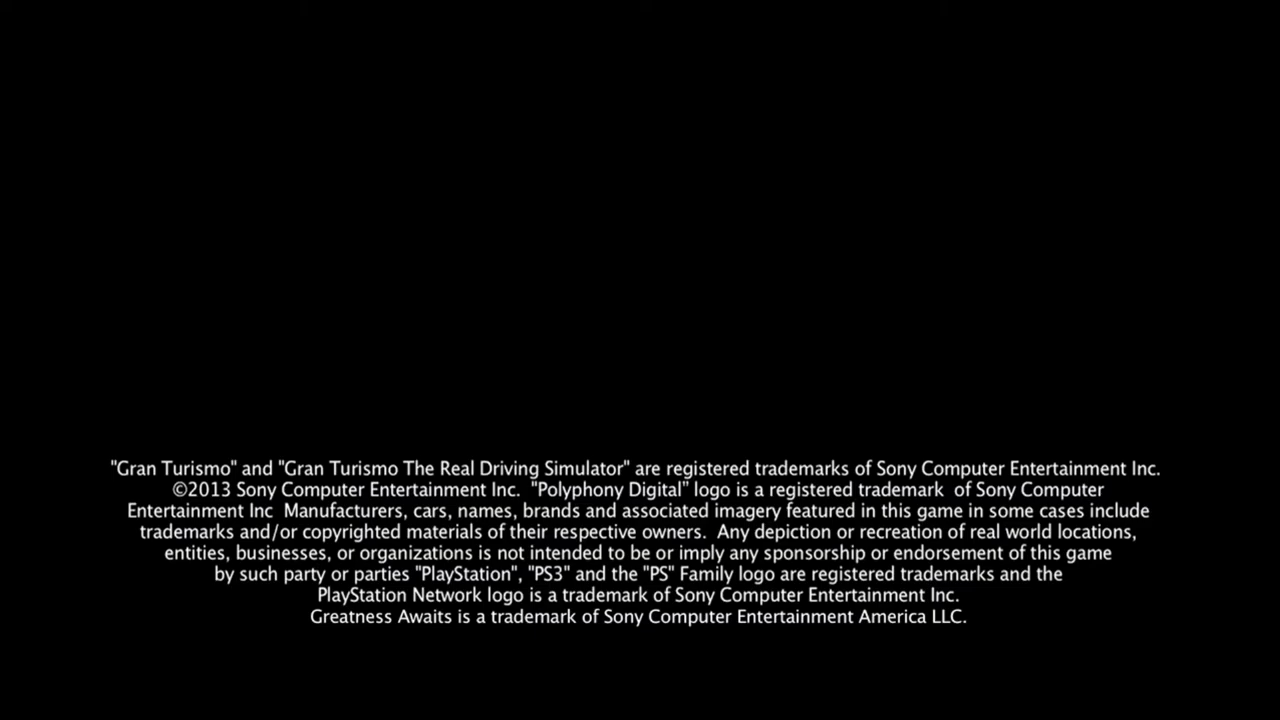 "Gran Turismo" and "Gran Turismo The Real Driving Simulator" are registered trademarks of Sony Computer Entertainment Inc.
©2013 Sony Computer Entertainment Inc.  "Polyphony Digital" logo is a registered trademark  of Sony Computer
Entertainment Inc  Manufacturers, cars, names, brands and associated imagery featured in this game in some cases include
trademarks and/or copyrighted materials of their respective owners.  Any depiction or recreation of real world locations,
entities, businesses, or organizations is not intended to be or imply any sponsorship or endorsement of this game
by such party or parties "PlayStation", "PS3" and the "PS" Family logo are registered trademarks and the
PlayStation Network logo is a trademark of Sony Computer Entertainment Inc.
Greatness Awaits is a trademark of Sony Computer Entertainment America LLC.